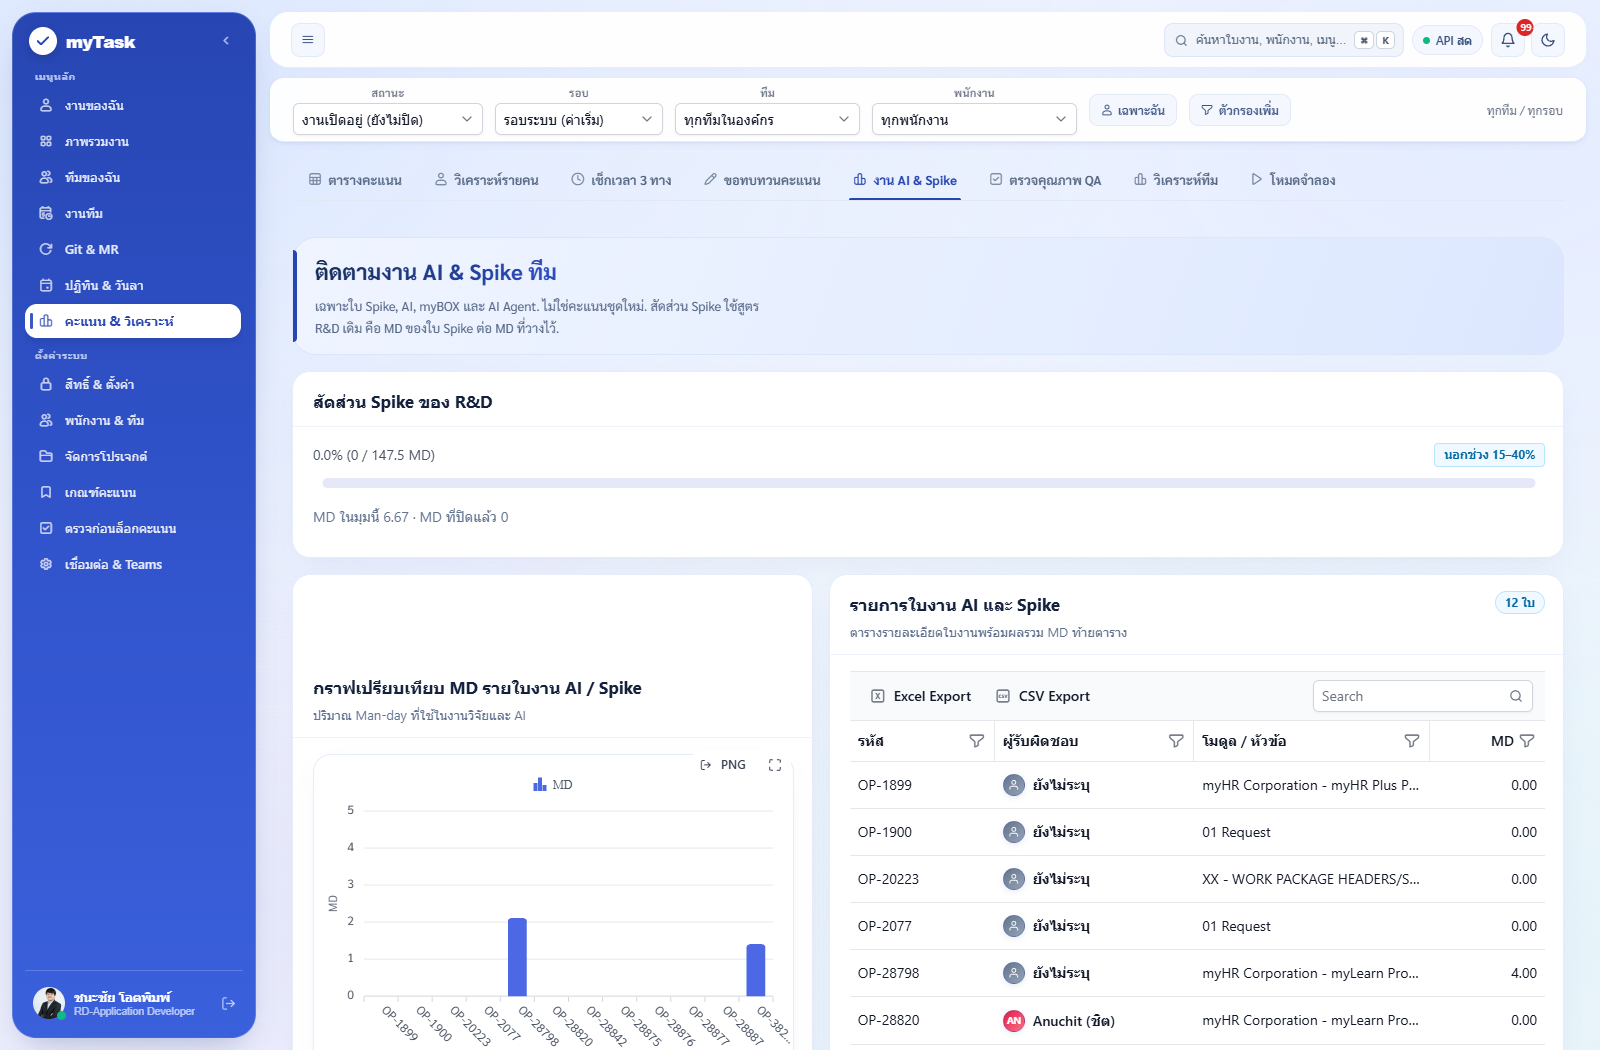 myTask
เมนูหลัก
งานของฉัน
ภาพรวมงาน
ทีมของฉัน
งานทีม
Git & MR
ปฏิทิน & วันลา
คะแนน & วิเคราะห์
ตั้งค่าระบบ
สิทธิ์ & ตั้งค่า
พนักงาน & ทีม
จัดการโปรเจกต์
เกณฑ์คะแนน
ตรวจก่อนล็อกคะแนน
เชื่อมต่อ & Teams
ชนะชัย โอตพิมพ์
RD-Application Developer
ค้นหาใบงาน, พนักงาน, เมนู... ⌘ K
API สด
99
สถานะ รอบ ทีม พนักงาน
งานเปิดอยู่ (ยังไม่ปิด) รอบระบบ (ค่าเริ่ม) ทุกทีมในองค์กร ทุกพนักงาน เฉพาะฉัน ตัวกรองเพิ่ม ทุกทีม / ทุกรอบ
ตารางคะแนน วิเคราะห์รายคน เช็กเวลา 3 ทาง ขอทบทวนคะแนน งาน AI & Spike ตรวจคุณภาพ QA วิเคราะห์ทีม โหมดจำลอง
ติดตามงาน AI & Spike ทีม
เฉพาะใบ Spike, AI, myBOX และ AI Agent. ไม่ใช่คะแนนชุดใหม่. สัดส่วน Spike ใช้สูตร
R&D เดิม คือ MD ของใบ Spike ต่อ MD ที่วางไว้.
สัดส่วน Spike ของ R&D
0.0% (0 / 147.5 MD) นอกช่วง 15–40%
MD ในมุมนี้ 6.67 · MD ที่ปิดแล้ว 0
กราฟเปรียบเทียบ MD รายใบงาน AI / Spike
ปริมาณ Man-day ที่ใช้ในงานวิจัยและ AI
PNG
MD
5
4
3
2
1
0
MD
OP-1899 OP-1900 OP-20223 OP-2077 OP-28798 OP-28820 OP-28842 OP-28875 OP-28876 OP-28877 OP-28887 OP-382...
รายการใบงาน AI และ Spike 12 ใบ
ตารางรายละเอียดใบงานพร้อมผลรวม MD ท้ายตาราง
Excel Export CSV Export Search
รหัส ผู้รับผิดชอบ โมดูล / หัวข้อ MD
OP-1899 ยังไม่ระบุ myHR Corporation - myHR Plus P... 0.00
OP-1900 ยังไม่ระบุ 01 Request 0.00
OP-20223 ยังไม่ระบุ XX - WORK PACKAGE HEADERS/S... 0.00
OP-2077 ยังไม่ระบุ 01 Request 0.00
OP-28798 ยังไม่ระบุ myHR Corporation - myLearn Pro... 4.00
OP-28820 AN Anuchit (ชิต) myHR Corporation - myLearn Pro... 0.00